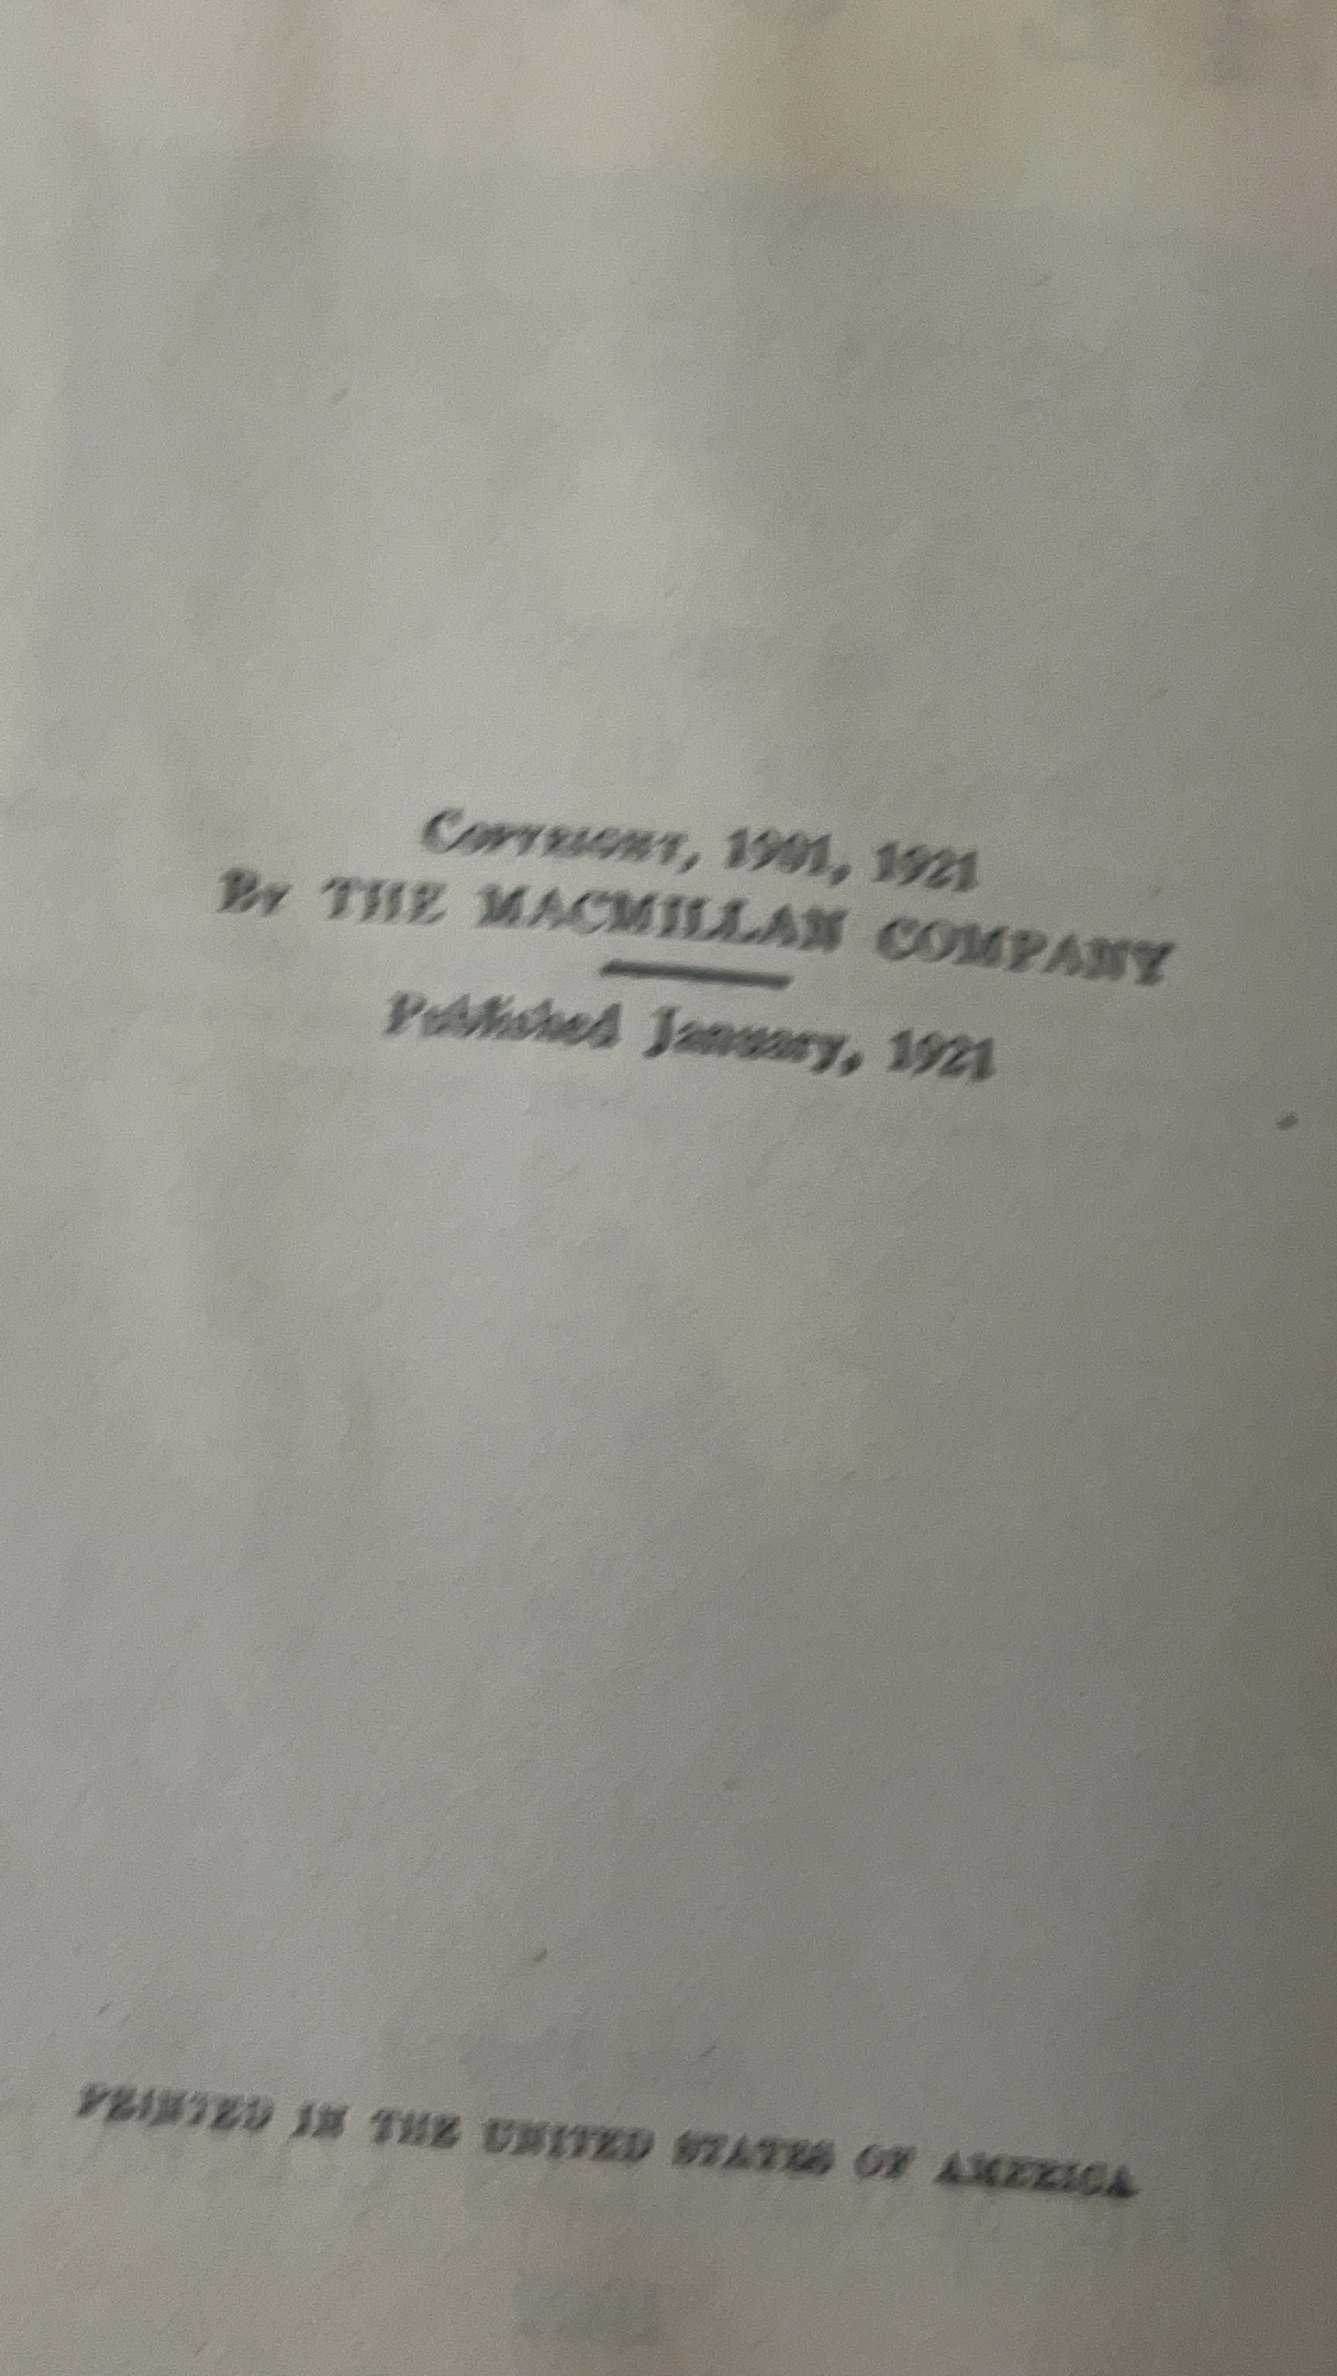 COPYRIGHT, 1901, 1921
BY THE MACMILLAN COMPANY
Published January, 1921
PRINTED IN THE UNITED STATES OF AMERICA